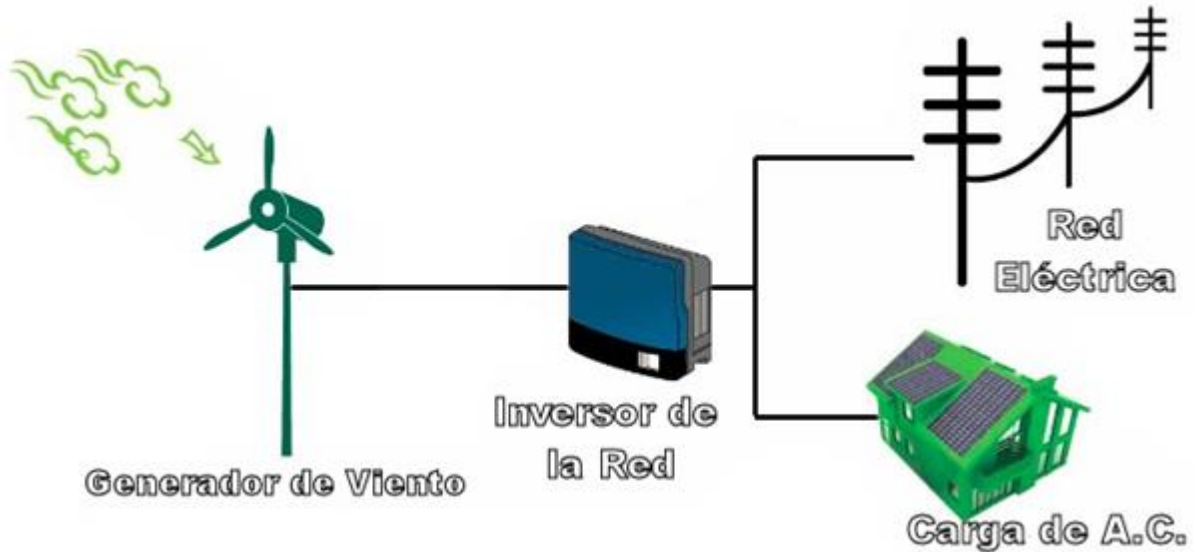 Red
Eléctrica
Inversor de
la Red
Generador de Viento
Carga de A.C.